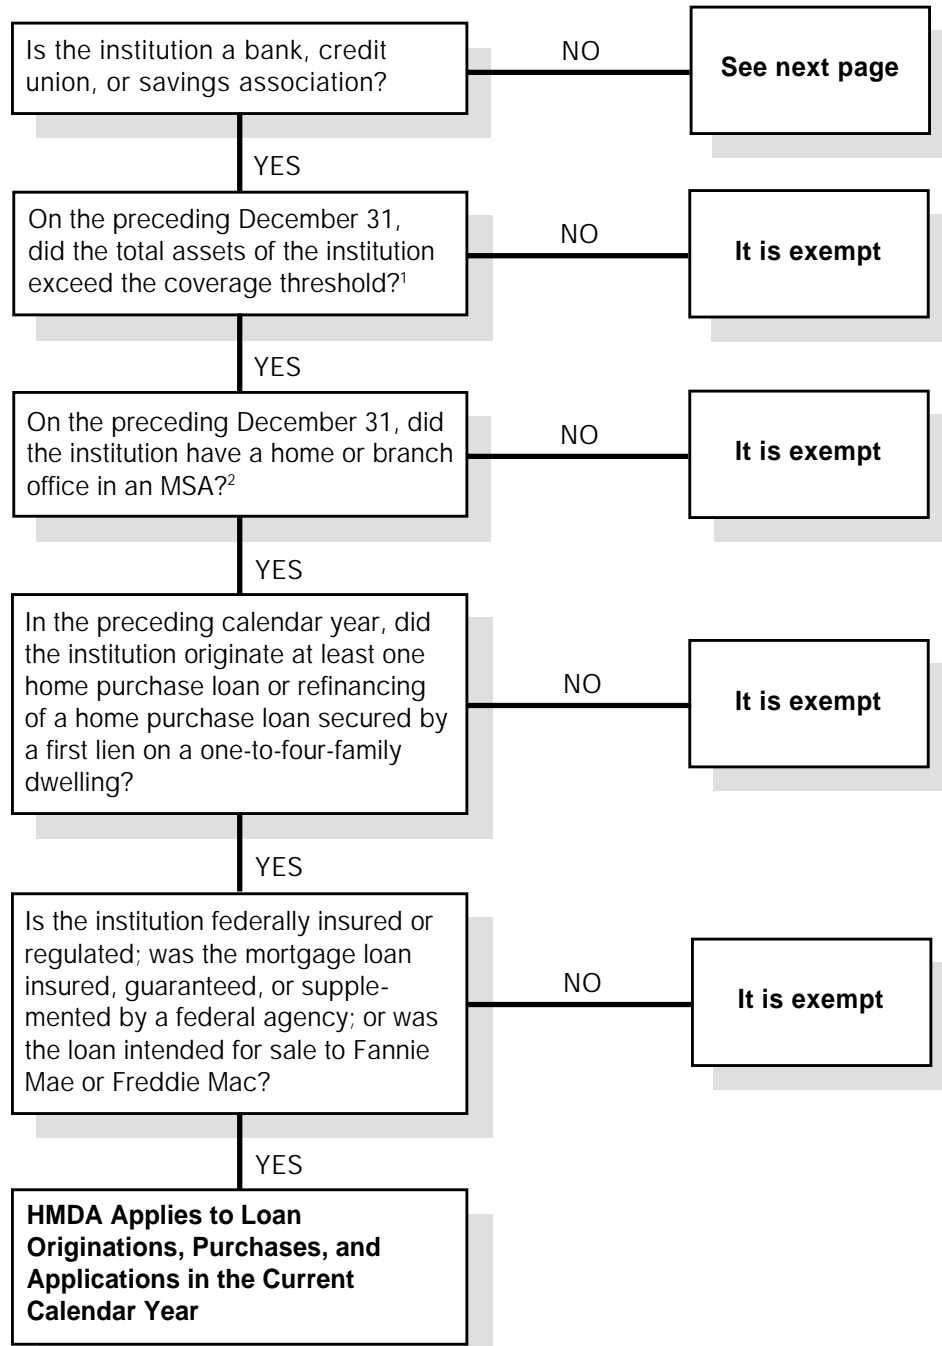 Is the institution a bank, credit
union, or savings association?
NO
See next page
YES
On the preceding December 31,
did the total assets of the institution
exceed the coverage threshold?¹
NO
It is exempt
YES
On the preceding December 31, did
the institution have a home or branch
office in an MSA?²
NO
It is exempt
YES
In the preceding calendar year, did
the institution originate at least one
home purchase loan or refinancing
of a home purchase loan secured by
a first lien on a one-to-four-family
dwelling?
NO
It is exempt
YES
Is the institution federally insured or
regulated; was the mortgage loan
insured, guaranteed, or supple-
mented by a federal agency; or was
the loan intended for sale to Fannie
Mae or Freddie Mac?
NO
It is exempt
YES
HMDA Applies to Loan
Originations, Purchases, and
Applications in the Current
Calendar Year